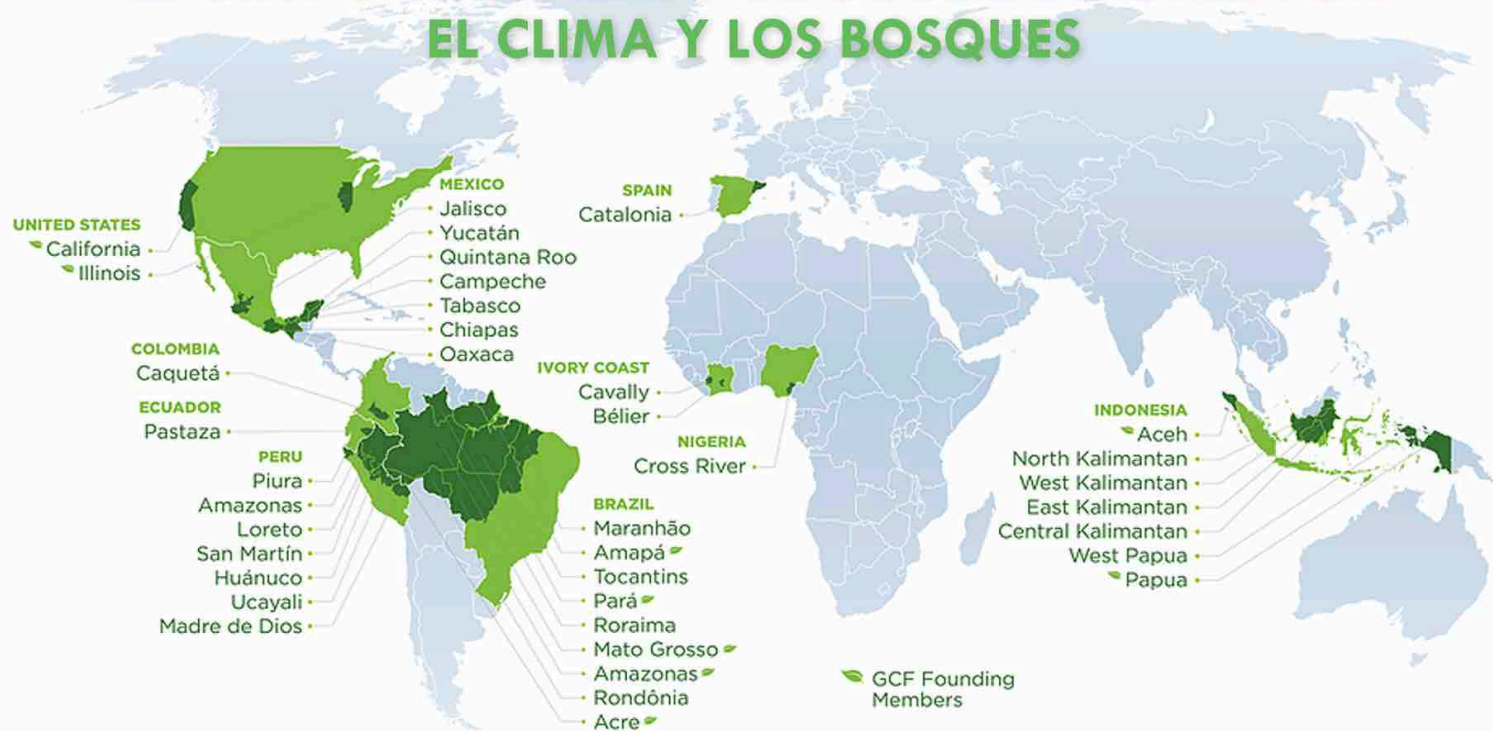 EL CLIMA Y LOS BOSQUES
UNITED STATES
California
Illinois
MEXICO
Jalisco
Yucatán
Quintana Roo
Campeche
Tabasco
Chiapas
Oaxaca
COLOMBIA
Caquetá
ECUADOR
Pastaza
PERU
Piura
Amazonas
Loreto
San Martín
Huánuco
Ucayali
Madre de Dios
BRAZIL
Maranhão
Amapá
Tocantins
Pará
Roraima
Mato Grosso
Amazonas
Rondônia
Acre
SPAIN
Catalonia
IVORY COAST
Cavally
Bélier
NIGERIA
Cross River
INDONESIA
Aceh
North Kalimantan
West Kalimantan
East Kalimantan
Central Kalimantan
West Papua
Papua
GCF Founding
Members